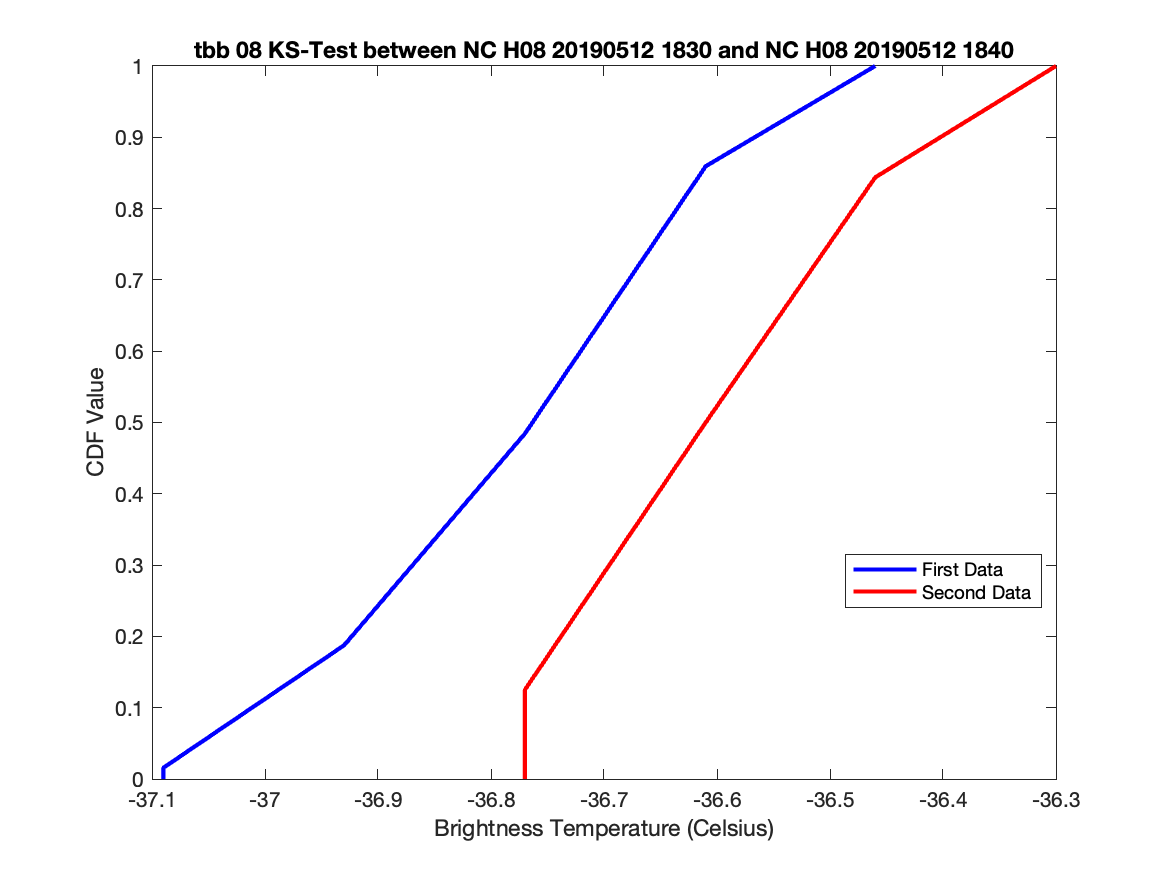 tbb 08 KS-Test between NC H08 20190512 1830 and NC H08 20190512 1840
1
0.9
0.8
0.7
0.6
0.5
0.4
0.3
0.2
0.1
0
CDF Value
First Data
Second Data
-37.1 -37 -36.9 -36.8 -36.7 -36.6 -36.5 -36.4 -36.3
Brightness Temperature (Celsius)